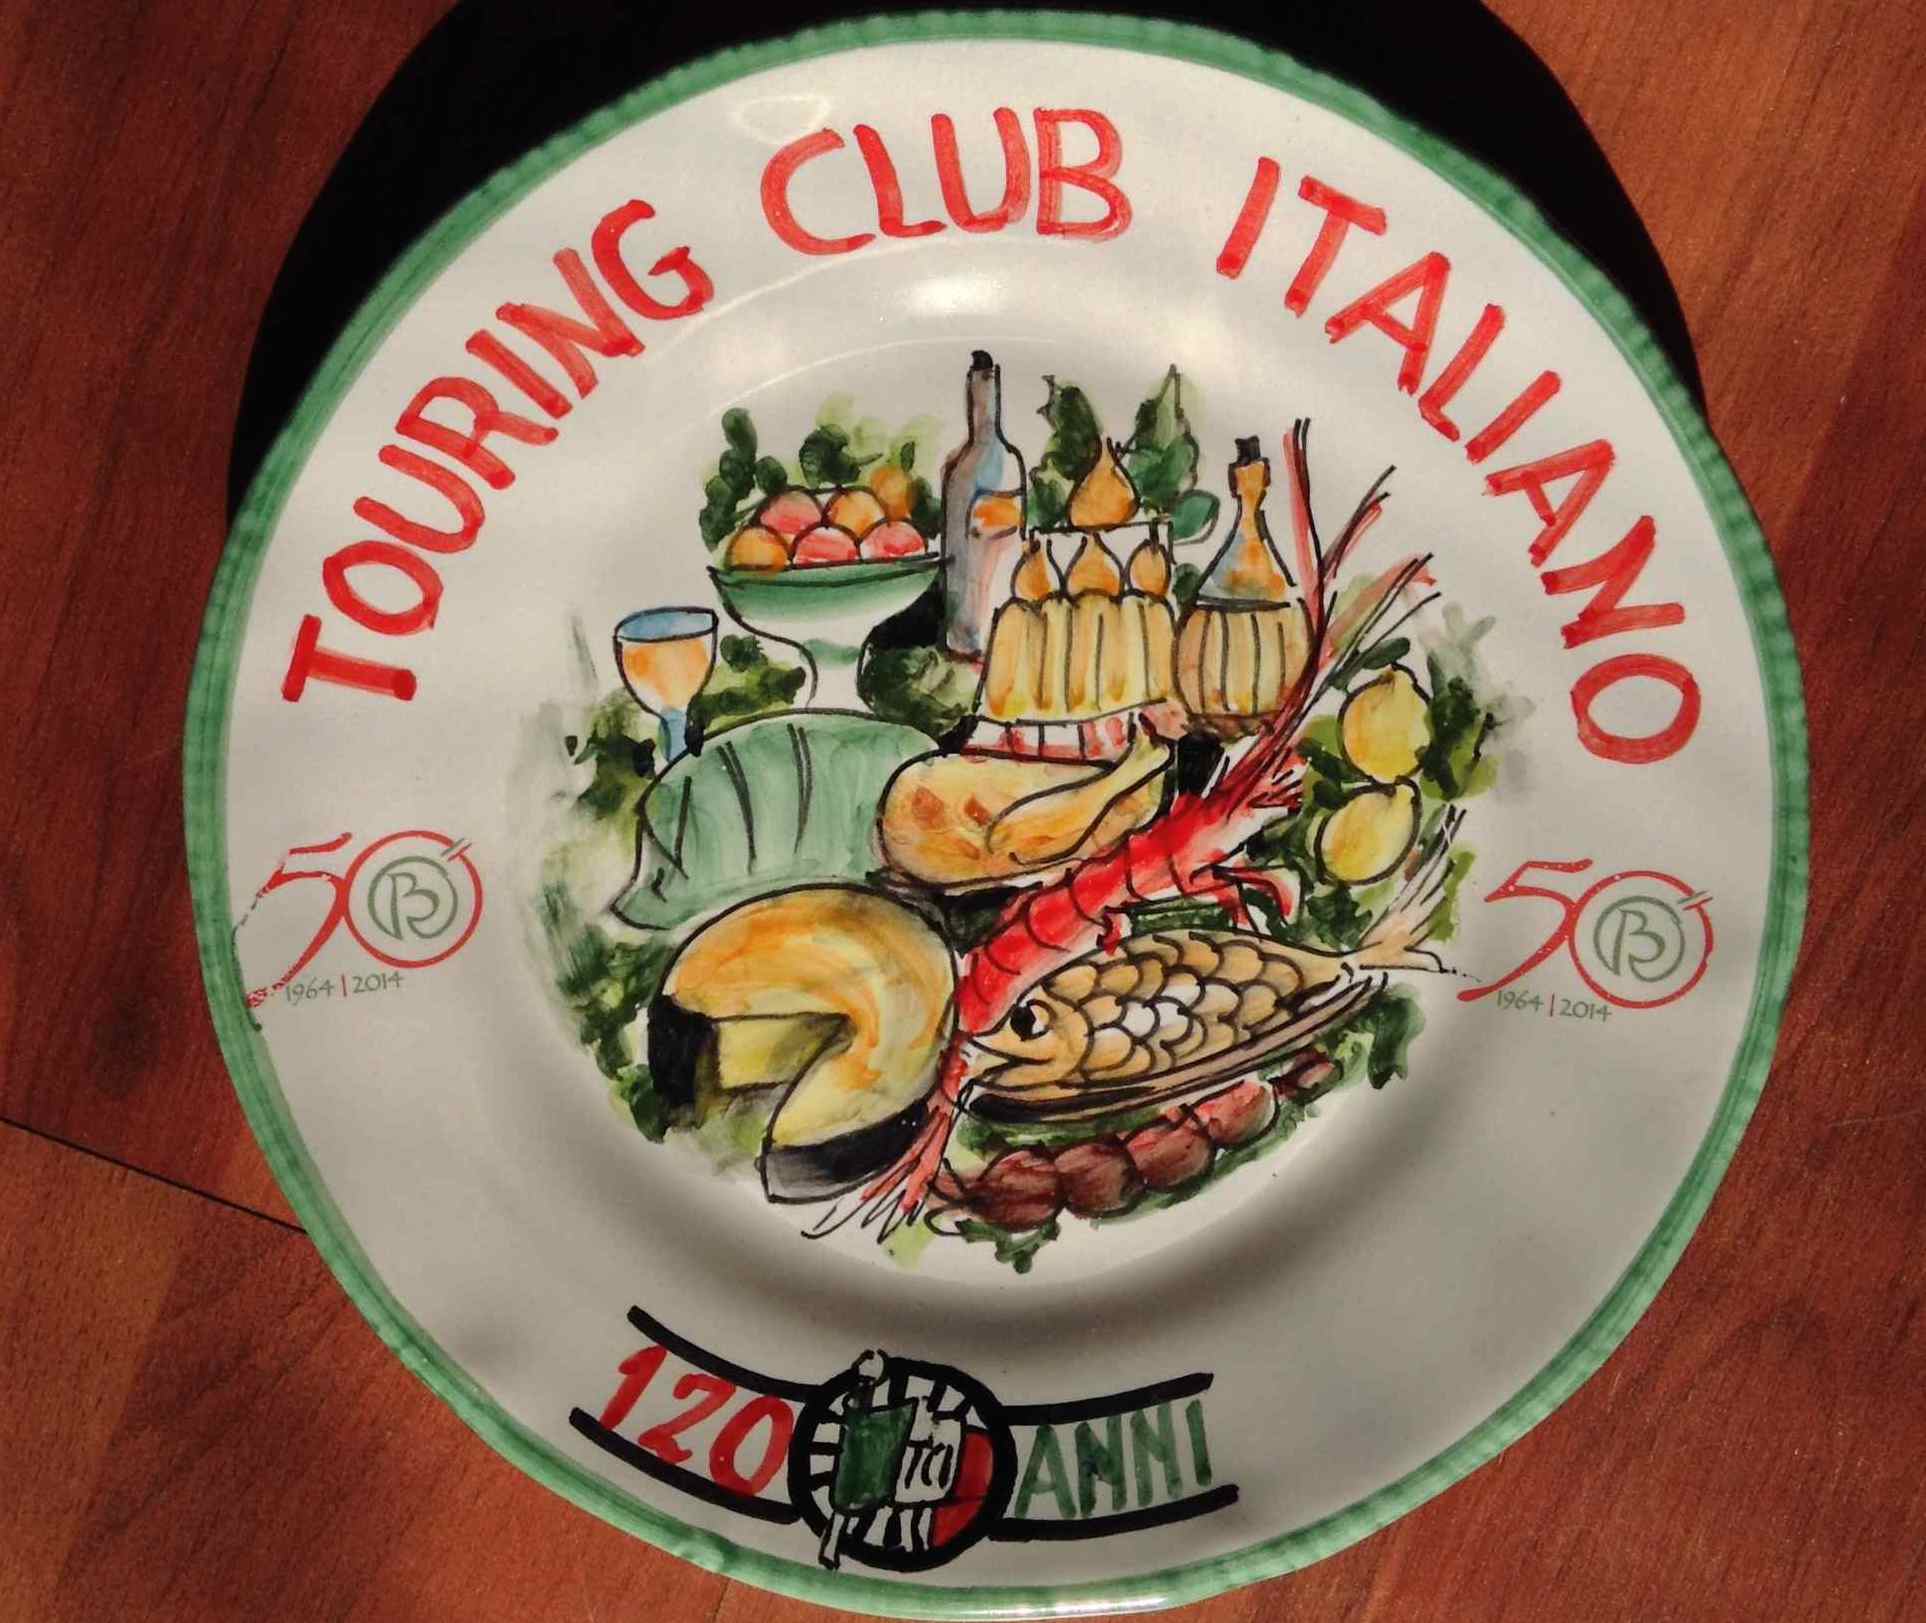 TOURING CLUB ITALIANO
50 B
1964 | 2014
50 B
1964 | 2014
120 TCI ANNI